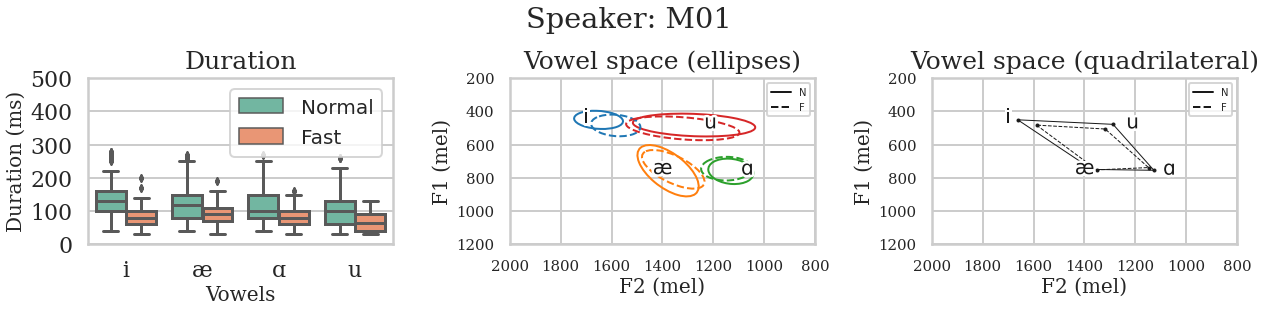 Speaker: M01
Duration
Duration (ms)
500
400
300
200
100
0
Normal
Fast
i æ ɑ u
Vowels
Vowel space (ellipses)
F1 (mel)
200
400
600
800
1000
1200
N
F
i
u
æ
ɑ
2000 1800 1600 1400 1200 1000 800
F2 (mel)
Vowel space (quadrilateral)
F1 (mel)
200
400
600
800
1000
1200
N
F
i
u
æ
ɑ
2000 1800 1600 1400 1200 1000 800
F2 (mel)